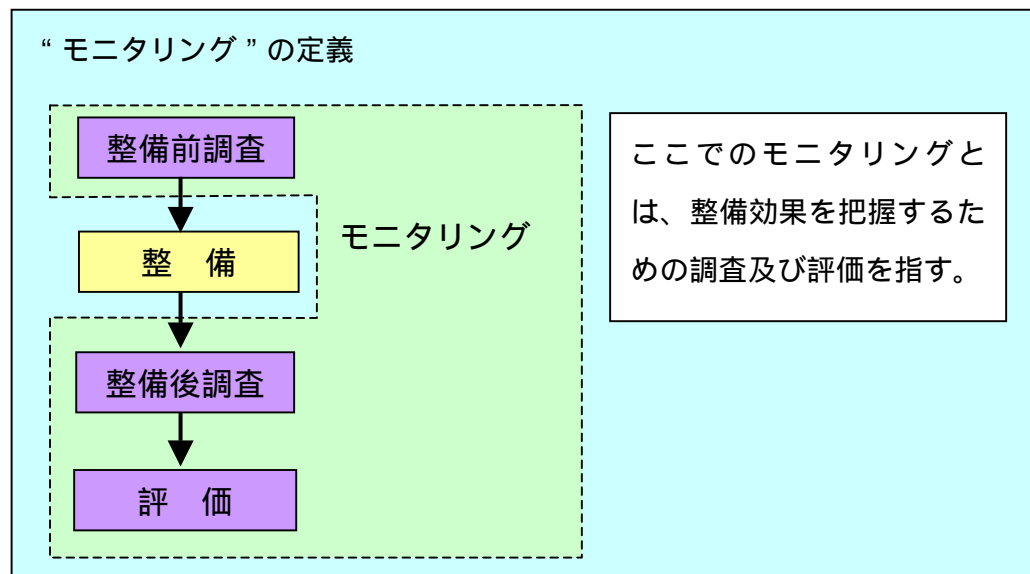 “ モニタリング ” の定義
整備前調査
整　備
モニタリング
整備後調査
評　価
ここでのモニタリングと
は、整備効果を把握するた
めの調査及び評価を指す。